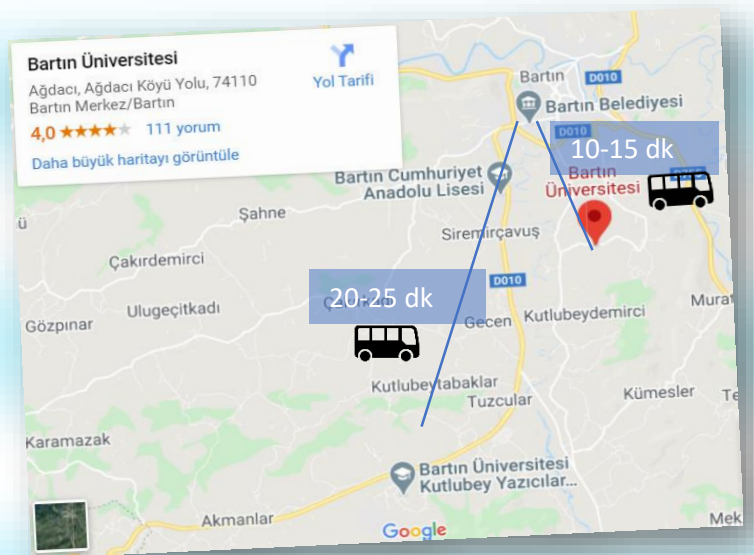 Bartın Üniversitesi
Ağdacı, Ağdacı Köyü Yolu, 74110
Bartın Merkez/Bartın
4,0 ★★★★★ 111 yorum
Daha büyük haritayı görüntüle
Yol Tarifi
Bartın
D010
Bartın Belediyesi
D010
10-15 dk
Bartın Cumhuriyet
Anadolu Lisesi
Bartın
Üniversitesi
Şahne
Siremirçavuş
Çakırdemirci
D010
20-25 dk
Ulugeçitkadı
Gözpınar
Gecen
Kutlubeydemirci
Murat
Kutlubeytabaklar
Tuzcular
Kümesler
Te
Karamazak
Bartın Üniversitesi
Kutlubey Yazıcılar...
Akmanlar
Google
Mek